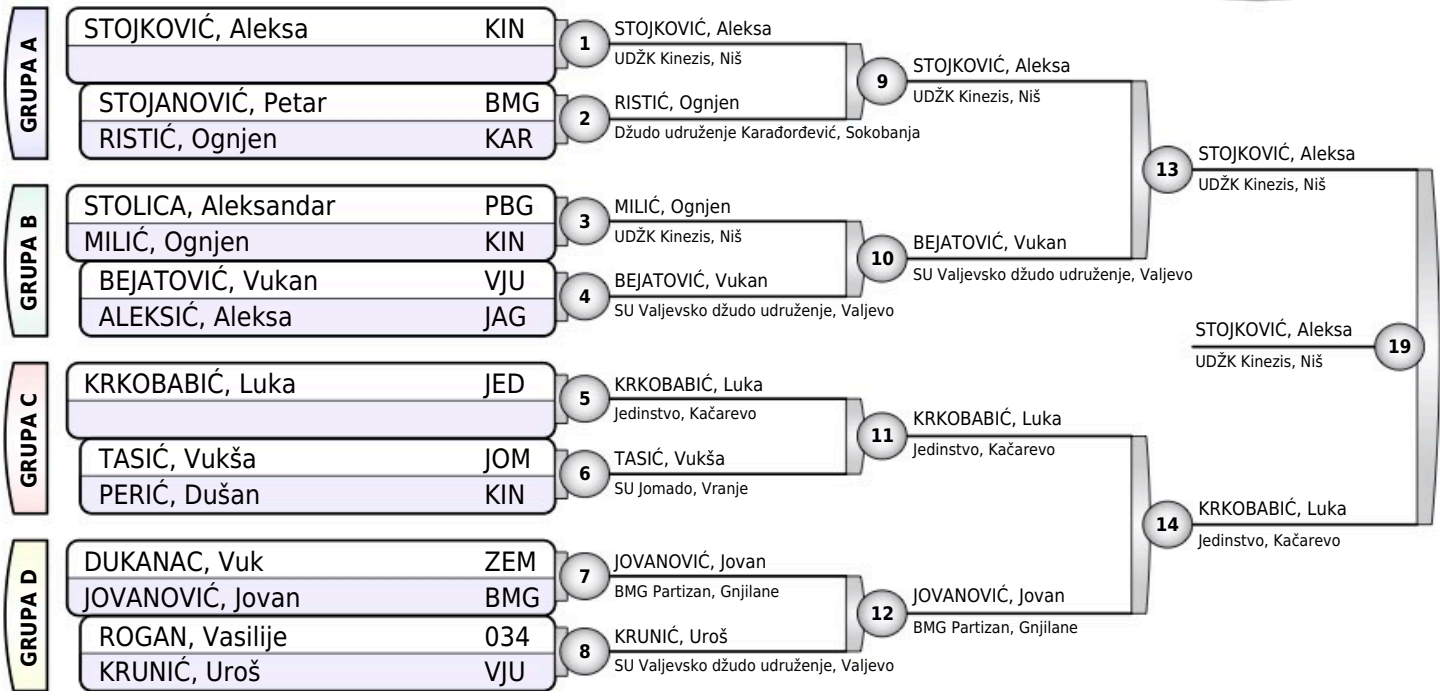 GRUPA A
STOJKOVIĆ, Aleksa KIN
STOJANOVIĆ, Petar BMG
RISTIĆ, Ognjen KAR
GRUPA B
STOLICA, Aleksandar PBG
MILIĆ, Ognjen KIN
BEJATOVIĆ, Vukan VJU
ALEKSIĆ, Aleksa JAG
GRUPA C
KRKOBABIĆ, Luka JED
TASIĆ, Vukša JOM
PERIĆ, Dušan KIN
GRUPA D
DUKANAC, Vuk ZEM
JOVANOVIĆ, Jovan BMG
ROGAN, Vasilije 034
KRUNIĆ, Uroš VJU
1
STOJKOVIĆ, Aleksa
UDŽK Kinezis, Niš
2
RISTIĆ, Ognjen
Džudo udruženje Karađorđević, Sokobanja
3
MILIĆ, Ognjen
UDŽK Kinezis, Niš
4
BEJATOVIĆ, Vukan
SU Valjevsko džudo udruženje, Valjevo
5
KRKOBABIĆ, Luka
Jedinstvo, Kačarevo
6
TASIĆ, Vukša
SU Jomado, Vranje
7
JOVANOVIĆ, Jovan
BMG Partizan, Gnjilane
8
KRUNIĆ, Uroš
SU Valjevsko džudo udruženje, Valjevo
9
STOJKOVIĆ, Aleksa
UDŽK Kinezis, Niš
10
BEJATOVIĆ, Vukan
SU Valjevsko džudo udruženje, Valjevo
11
KRKOBABIĆ, Luka
Jedinstvo, Kačarevo
12
JOVANOVIĆ, Jovan
BMG Partizan, Gnjilane
13
STOJKOVIĆ, Aleksa
UDŽK Kinezis, Niš
14
KRKOBABIĆ, Luka
Jedinstvo, Kačarevo
STOJKOVIĆ, Aleksa
UDŽK Kinezis, Niš
19